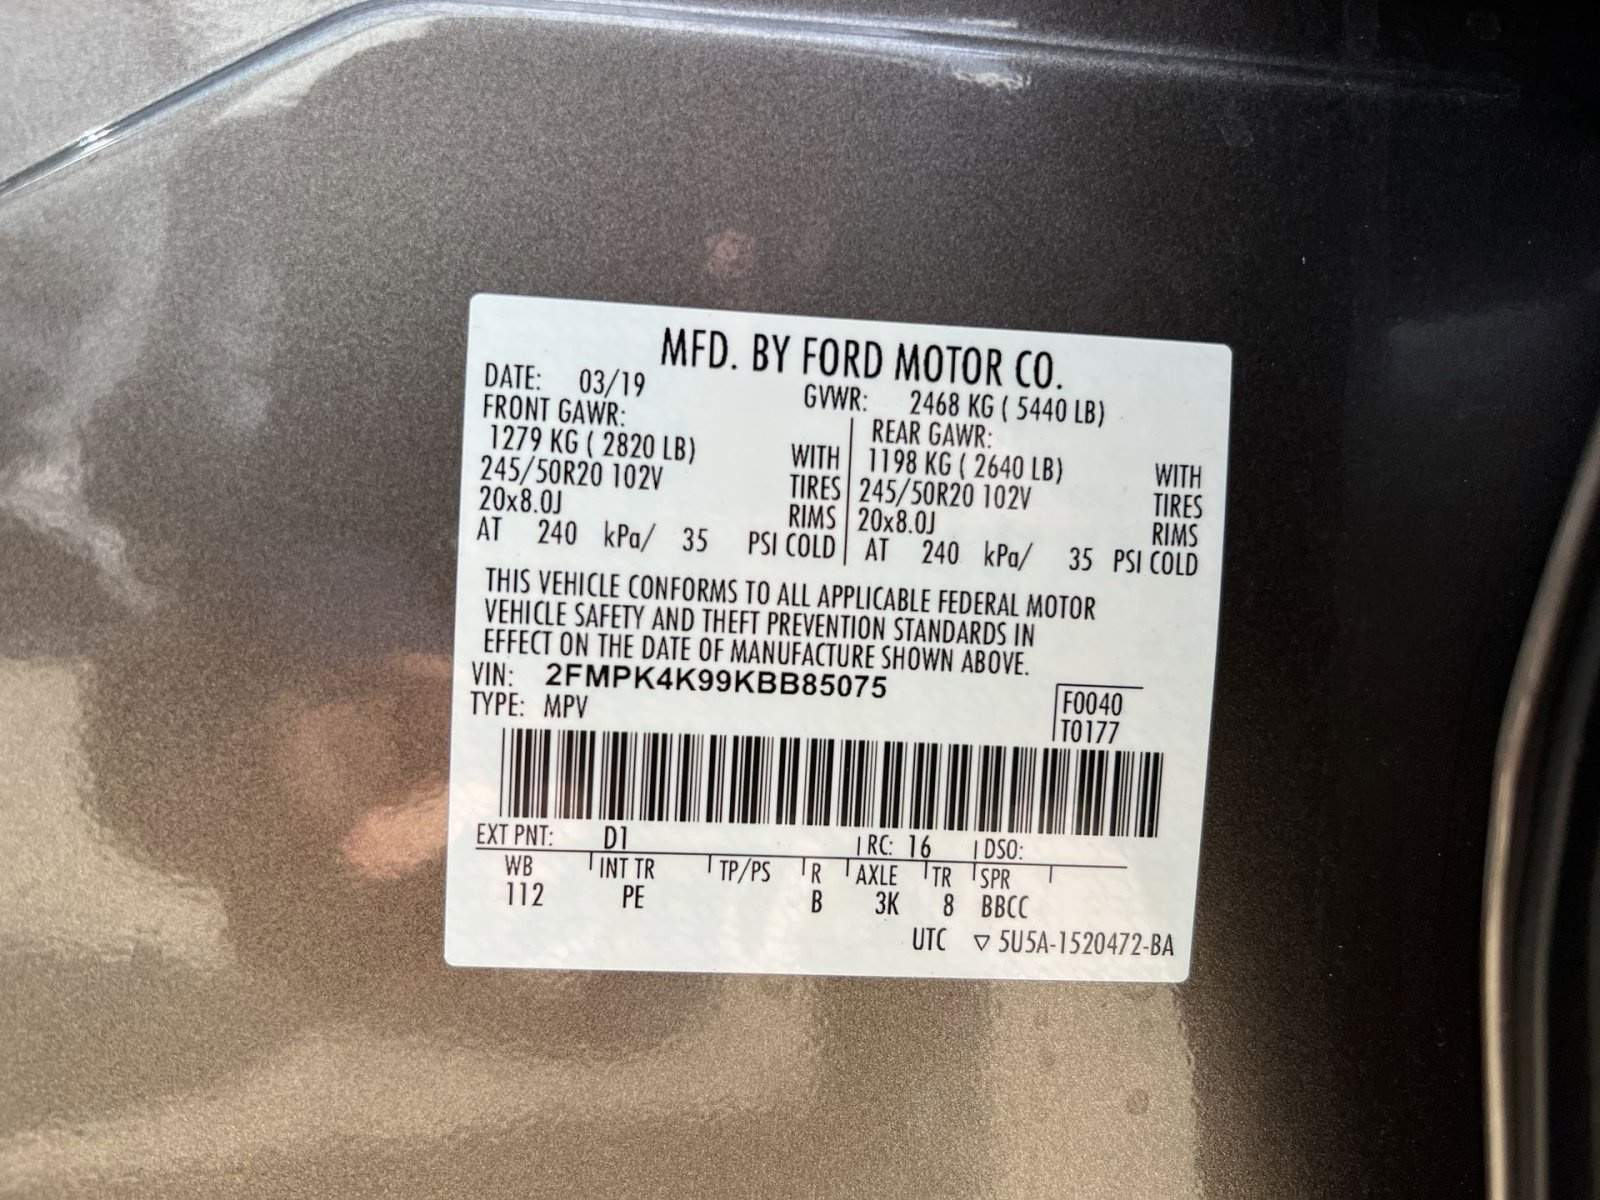 MFD. BY FORD MOTOR CO.
DATE: 03/19 GVWR: 2468 KG ( 5440 LB)
FRONT GAWR: REAR GAWR:
1279 KG ( 2820 LB) WITH 1198 KG ( 2640 LB) WITH
245/50R20 102V TIRES 245/50R20 102V TIRES
20x8.0J RIMS 20x8.0J RIMS
AT 240 kPa/ 35 PSI COLD AT 240 kPa/ 35 PSI COLD
THIS VEHICLE CONFORMS TO ALL APPLICABLE FEDERAL MOTOR
VEHICLE SAFETY AND THEFT PREVENTION STANDARDS IN
EFFECT ON THE DATE OF MANUFACTURE SHOWN ABOVE.
VIN: 2FMPK4K99KBB85075 F0040
TYPE: MPV T0177
EXT PNT: D1 RC: 16 DSO:
WB INT TR TP/PS R AXLE TR SPR
112 PE B 3K 8 BBCC
UTC ▽ 5U5A-1520472-BA